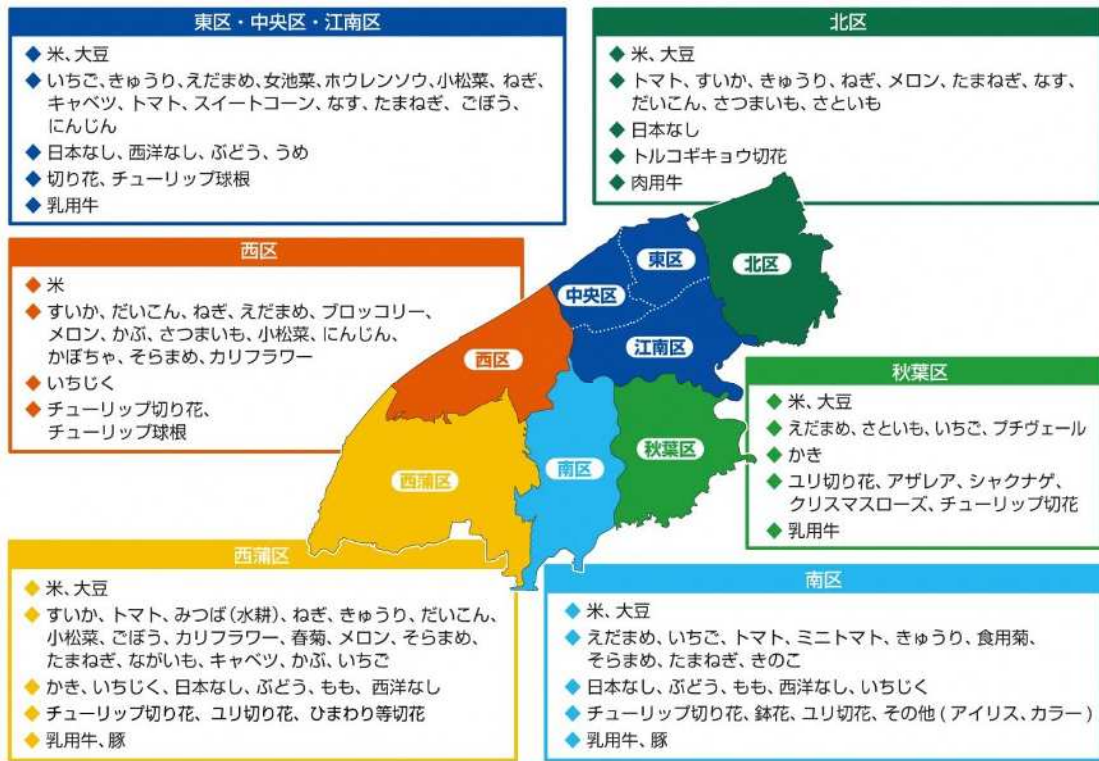 東区・中央区・江南区
◆ 米、大豆
◆ いちご、きゅうり、えだまめ、女池菜、ホウレンソウ、小松菜、ねぎ、
キャベツ、トマト、スイートコーン、なす、たまねぎ、ごぼう、
にんじん
◆ 日本なし、西洋なし、ぶどう、うめ
◆ 切り花、チューリップ球根
◆ 乳用牛
北区
◆ 米、大豆
◆ トマト、すいか、きゅうり、ねぎ、メロン、たまねぎ、なす、
だいこん、さつまいも、さといも
◆ 日本なし
◆ トルコギキョウ切花
◆ 肉用牛
西区
◆ 米
◆ すいか、だいこん、ねぎ、えだまめ、ブロッコリー、
メロン、かぶ、さつまいも、小松菜、にんじん、
かぼちゃ、そらまめ、カリフラワー
◆ いちじく
◆ チューリップ切り花、
チューリップ球根
東区
北区
中央区
江南区
西区
秋葉区
南区
西蒲区
秋葉区
◆ 米、大豆
◆ えだまめ、さといも、いちご、プチヴェール
◆ かき
◆ ユリ切り花、アザレア、シャクナゲ、
クリスマスローズ、チューリップ切花
◆ 乳用牛
西蒲区
◆ 米、大豆
◆ すいか、トマト、みつば(水耕)、ねぎ、きゅうり、だいこん、
小松菜、ごぼう、カリフラワー、春菊、メロン、そらまめ、
たまねぎ、ながいも、キャベツ、かぶ、いちご
◆ かき、いちじく、日本なし、ぶどう、もも、西洋なし
◆ チューリップ切り花、ユリ切り花、ひまわり等切花
◆ 乳用牛、豚
南区
◆ 米、大豆
◆ えだまめ、いちご、トマト、ミニトマト、きゅうり、食用菊、
そらまめ、たまねぎ、きのこ
◆ 日本なし、ぶどう、もも、西洋なし、いちじく
◆ チューリップ切り花、鉢花、ユリ切花、その他 ( アイリス、カラー )
◆ 乳用牛、豚